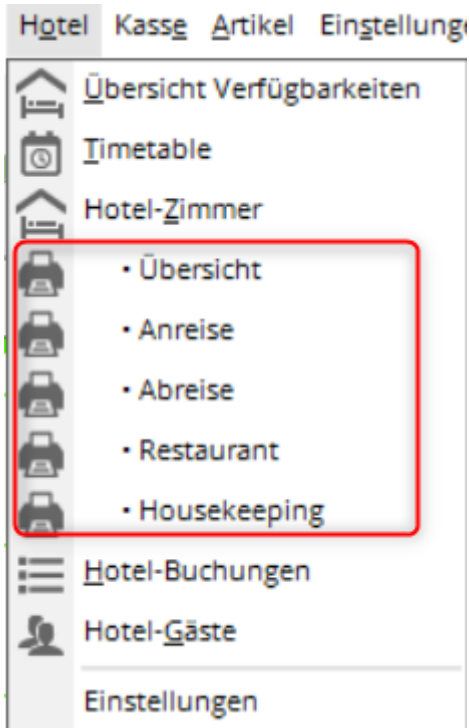 Hotel Kasse Artikel Einstellunge
Übersicht Verfügbarkeiten
Timetable
Hotel-Zimmer
• Übersicht
• Anreise
• Abreise
• Restaurant
• Housekeeping
Hotel-Buchungen
Hotel-Gäste
Einstellungen